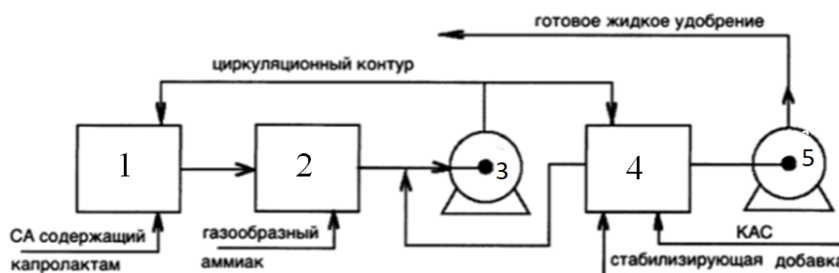 готовое жидкое удобрение
циркуляционный контур
1
2
3
4
5
СА содержащий
капролактам
газообразный
аммиак
КАС
стабилизирующая добавка